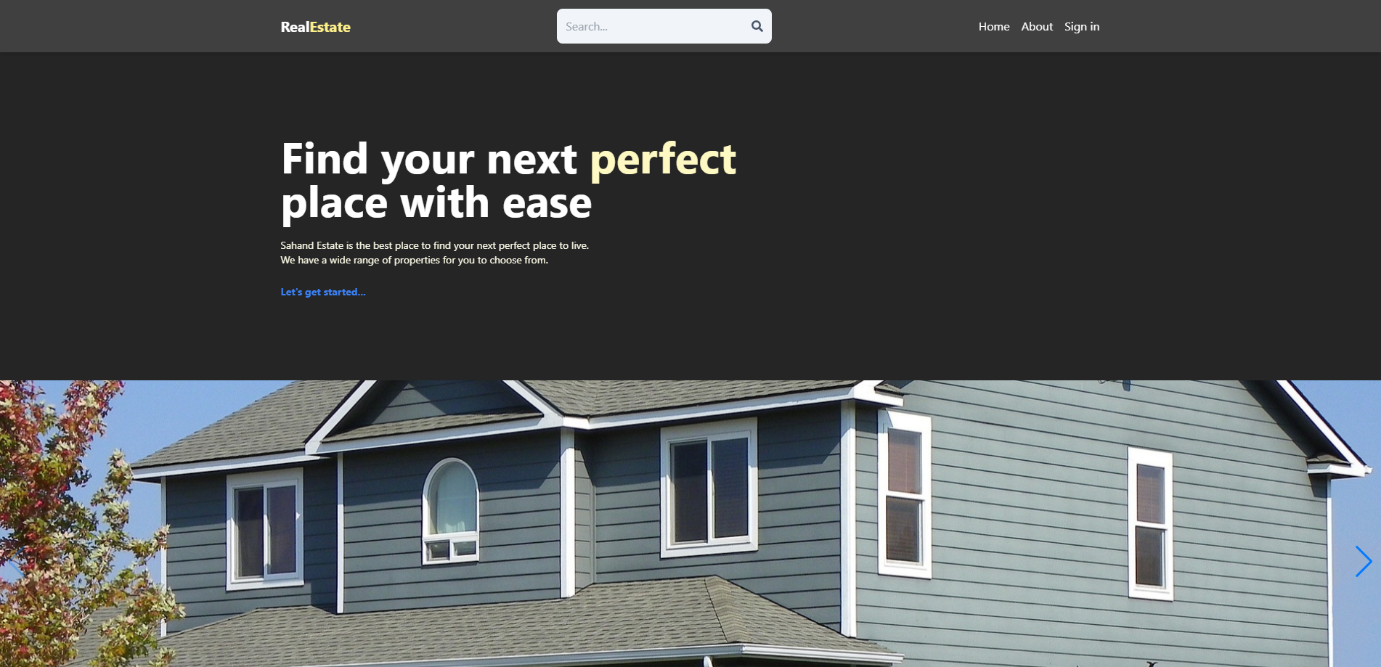 RealEstate
Search...
Home About Sign in
Find your next perfect
place with ease
Sahand Estate is the best place to find your next perfect place to live.
We have a wide range of properties for you to choose from.
Let's get started...